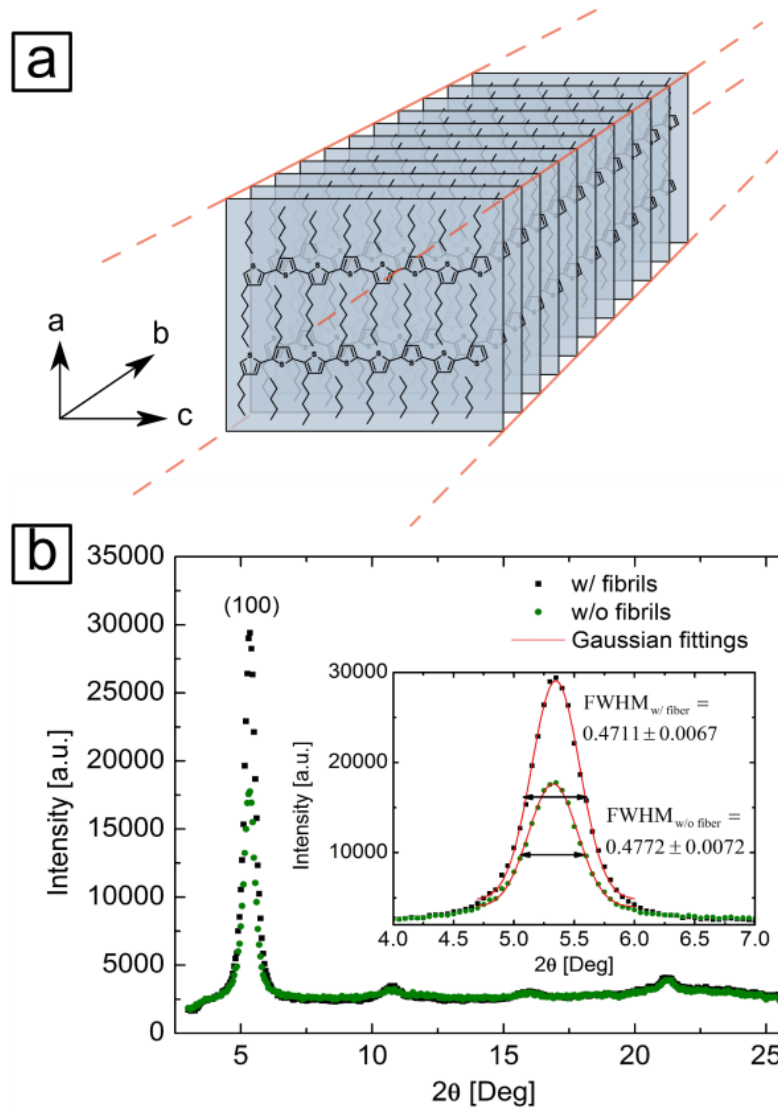 a
a
b
c
b
35000
30000
25000
20000
15000
10000
5000
0
Intensity [a.u.]
(100)
w/ fibrils
w/o fibrils
Gaussian fittings
30000
20000
10000
Intensity [a.u.]
FWHM w/ fiber =
0.4711 ± 0.0067
FWHM w/o fiber =
0.4772 ± 0.0072
4.0 4.5 5.0 5.5 6.0 6.5 7.0
2θ [Deg]
5 10 15 20 25
2θ [Deg]